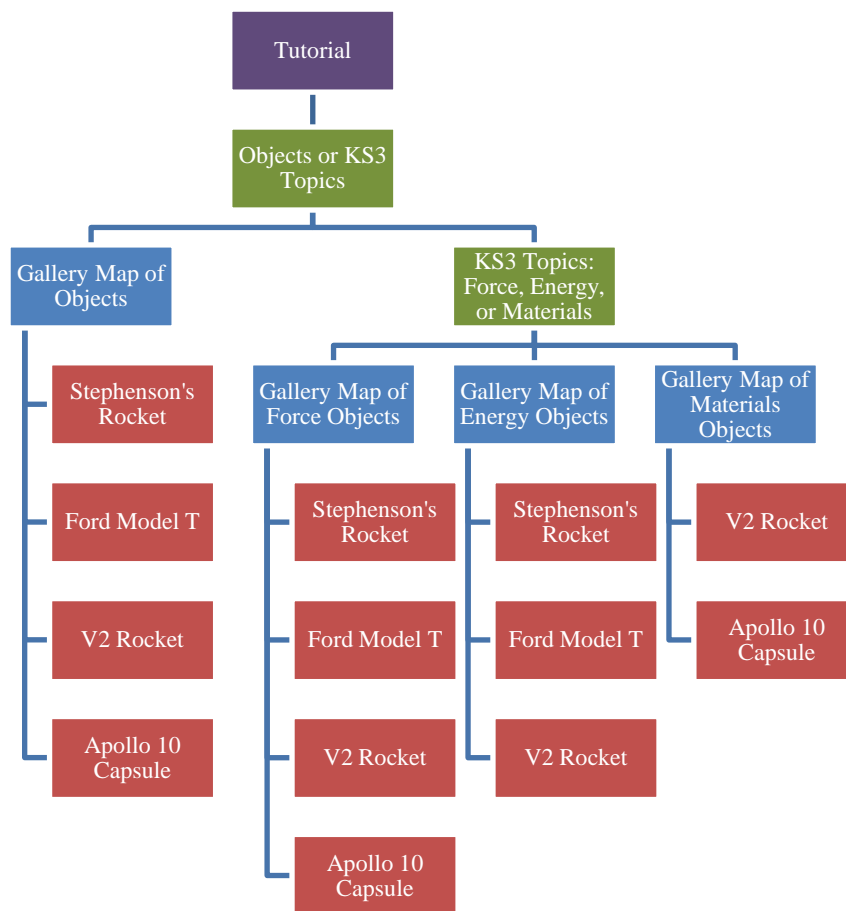 Tutorial
Objects or KS3
Topics
Gallery Map of
Objects
KS3 Topics:
Force, Energy,
or Materials
Stephenson's
Rocket
Ford Model T
V2 Rocket
Apollo 10
Capsule
Gallery Map of
Force Objects
Stephenson's
Rocket
Ford Model T
V2 Rocket
Apollo 10
Capsule
Gallery Map of
Energy Objects
Stephenson's
Rocket
Ford Model T
V2 Rocket
Gallery Map of
Materials
Objects
V2 Rocket
Apollo 10
Capsule